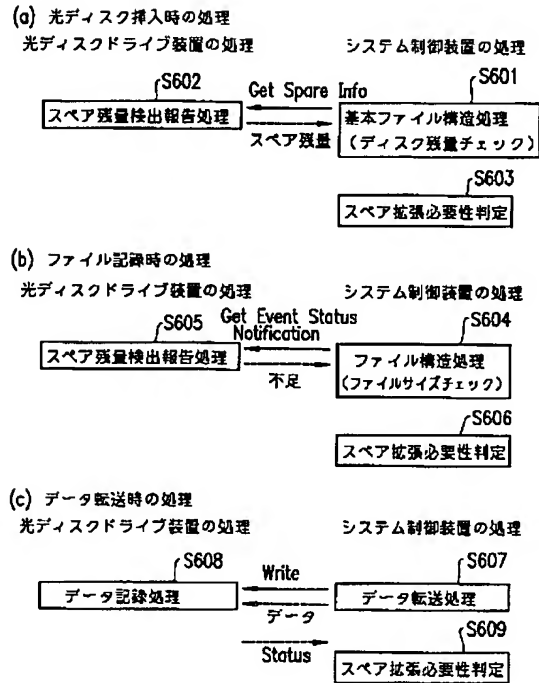 (a) 光ディスク挿入時の処理
光ディスクドライブ装置の処理
システム制御装置の処理
S602
S601
Get Spare Info
スペア残量検出報告処理
基本ファイル構造処理
(ディスク残量チェック)
スペア残量
S603
スペア拡張必要性判定
(b) ファイル記録時の処理
光ディスクドライブ装置の処理
システム制御装置の処理
S605
Get Event Status
Notification
S604
スペア残量検出報告処理
ファイル構造処理
(ファイルサイズチェック)
不足
S606
スペア拡張必要性判定
(c) データ転送時の処理
光ディスクドライブ装置の処理
システム制御装置の処理
S608
S607
Write
データ記録処理
データ転送処理
データ
S609
Status
スペア拡張必要性判定